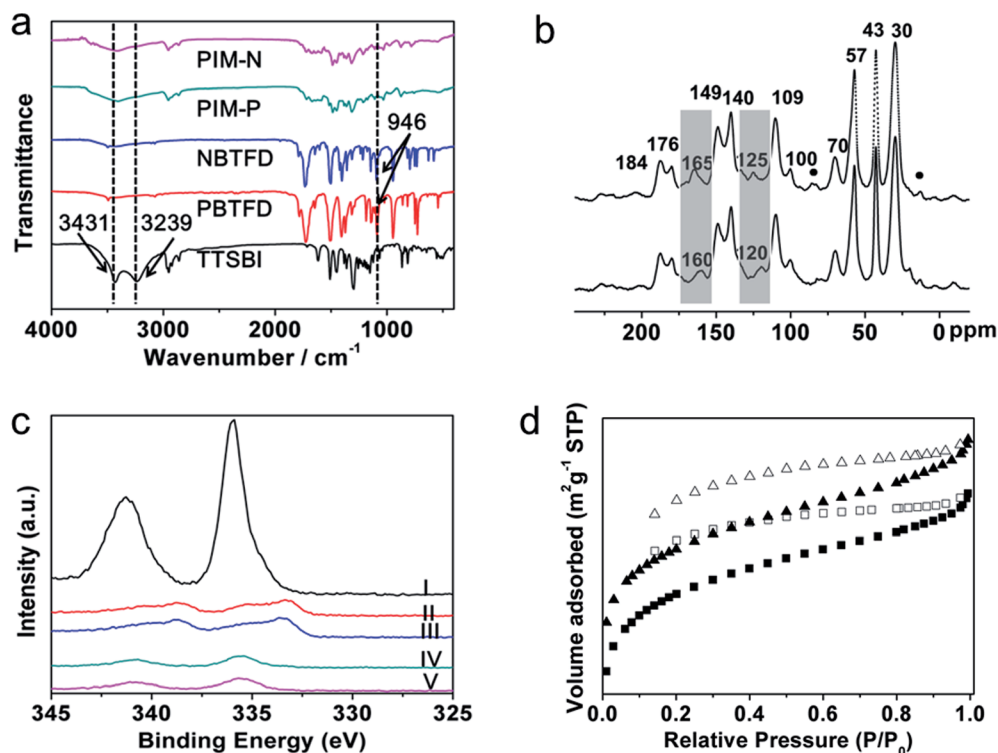 a
PIM-N
PIM-P
NBTFD
946
PBTFD
3431
3239
TTSBI
Transmittance
4000 3000 2000 1000
Wavenumber / cm⁻¹
b
57 43 30
149 140
109
184 176 165 125 100 70
160 120
200 150 100 50 0 ppm
c
I
II
III
IV
V
Intensity (a.u.)
345 340 335 330 325
Binding Energy (eV)
d
Volume adsorbed (m²g⁻¹ STP)
0.0 0.2 0.4 0.6 0.8 1.0
Relative Pressure (P/P₀)